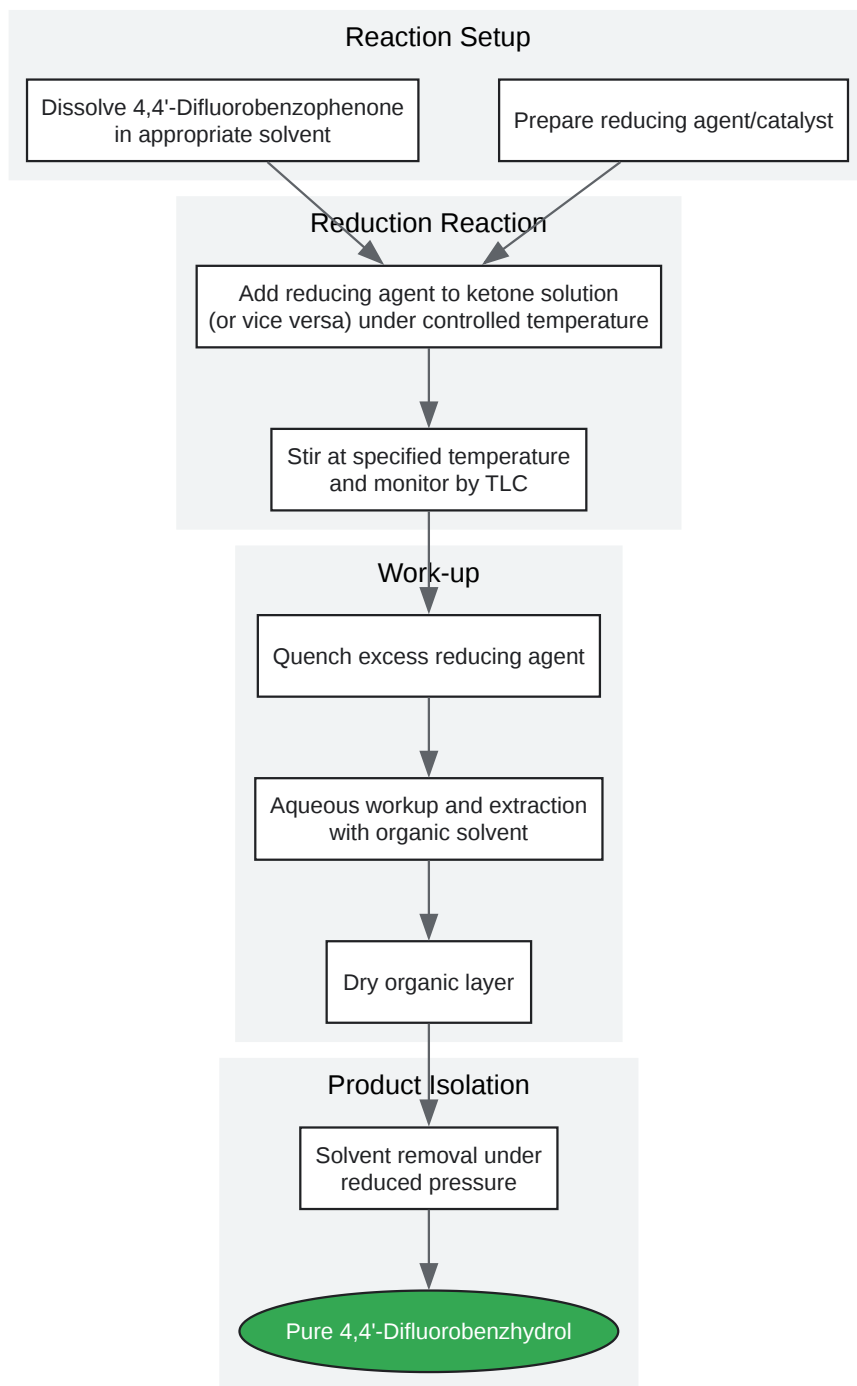 Reaction Setup
Dissolve 4,4'-Difluorobenzophenone
in appropriate solvent
Prepare reducing agent/catalyst
Reduction Reaction
Add reducing agent to ketone solution
(or vice versa) under controlled temperature
Stir at specified temperature
and monitor by TLC
Work-up
Quench excess reducing agent
Aqueous workup and extraction
with organic solvent
Dry organic layer
Product Isolation
Solvent removal under
reduced pressure
Pure 4,4'-Difluorobenzhydrol